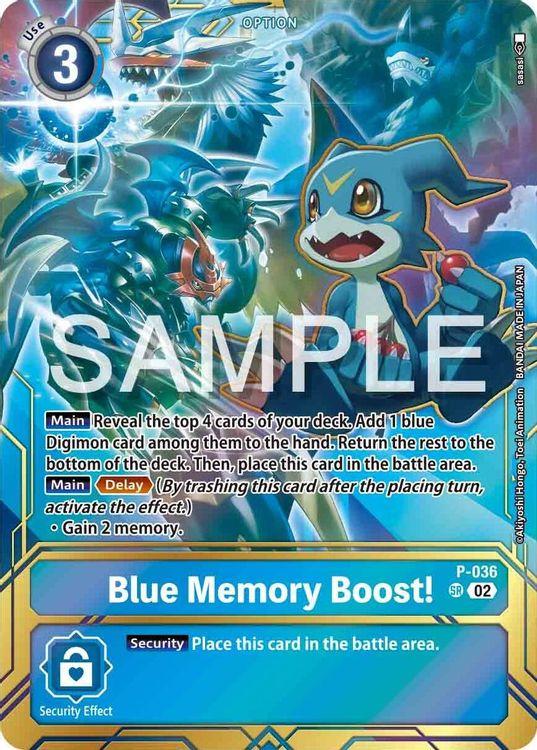 OPTION
Use
3
sasasi
SAMPLE
Main Reveal the top 4 cards of your deck. Add 1 blue
Digimon card among them to the hand. Return the rest to the
bottom of the deck. Then, place this card in the battle area.
Main Delay (By trashing this card after the placing turn,
activate the effect.)
・Gain 2 memory.
©Akiyoshi Hongo, Toei Animation BANDAI MADE IN JAPAN
P-036
Blue Memory Boost! SR 02
Security Place this card in the battle area.
Security Effect